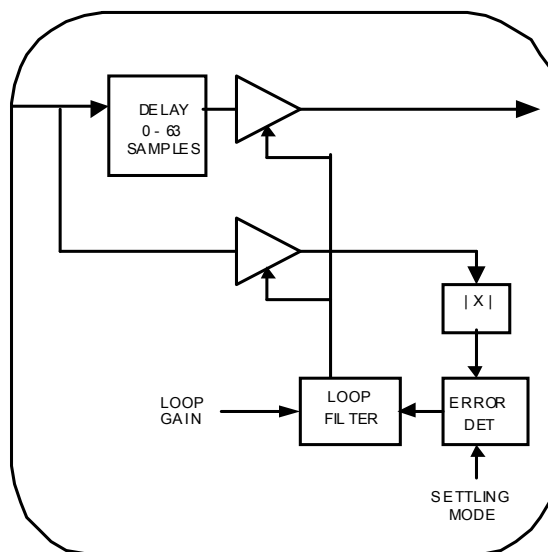 DELAY
0 - 63
SAMPLES
| X |
LOOP
GAIN
LOOP
FILTER
ERROR
DET
SETTLING
MODE